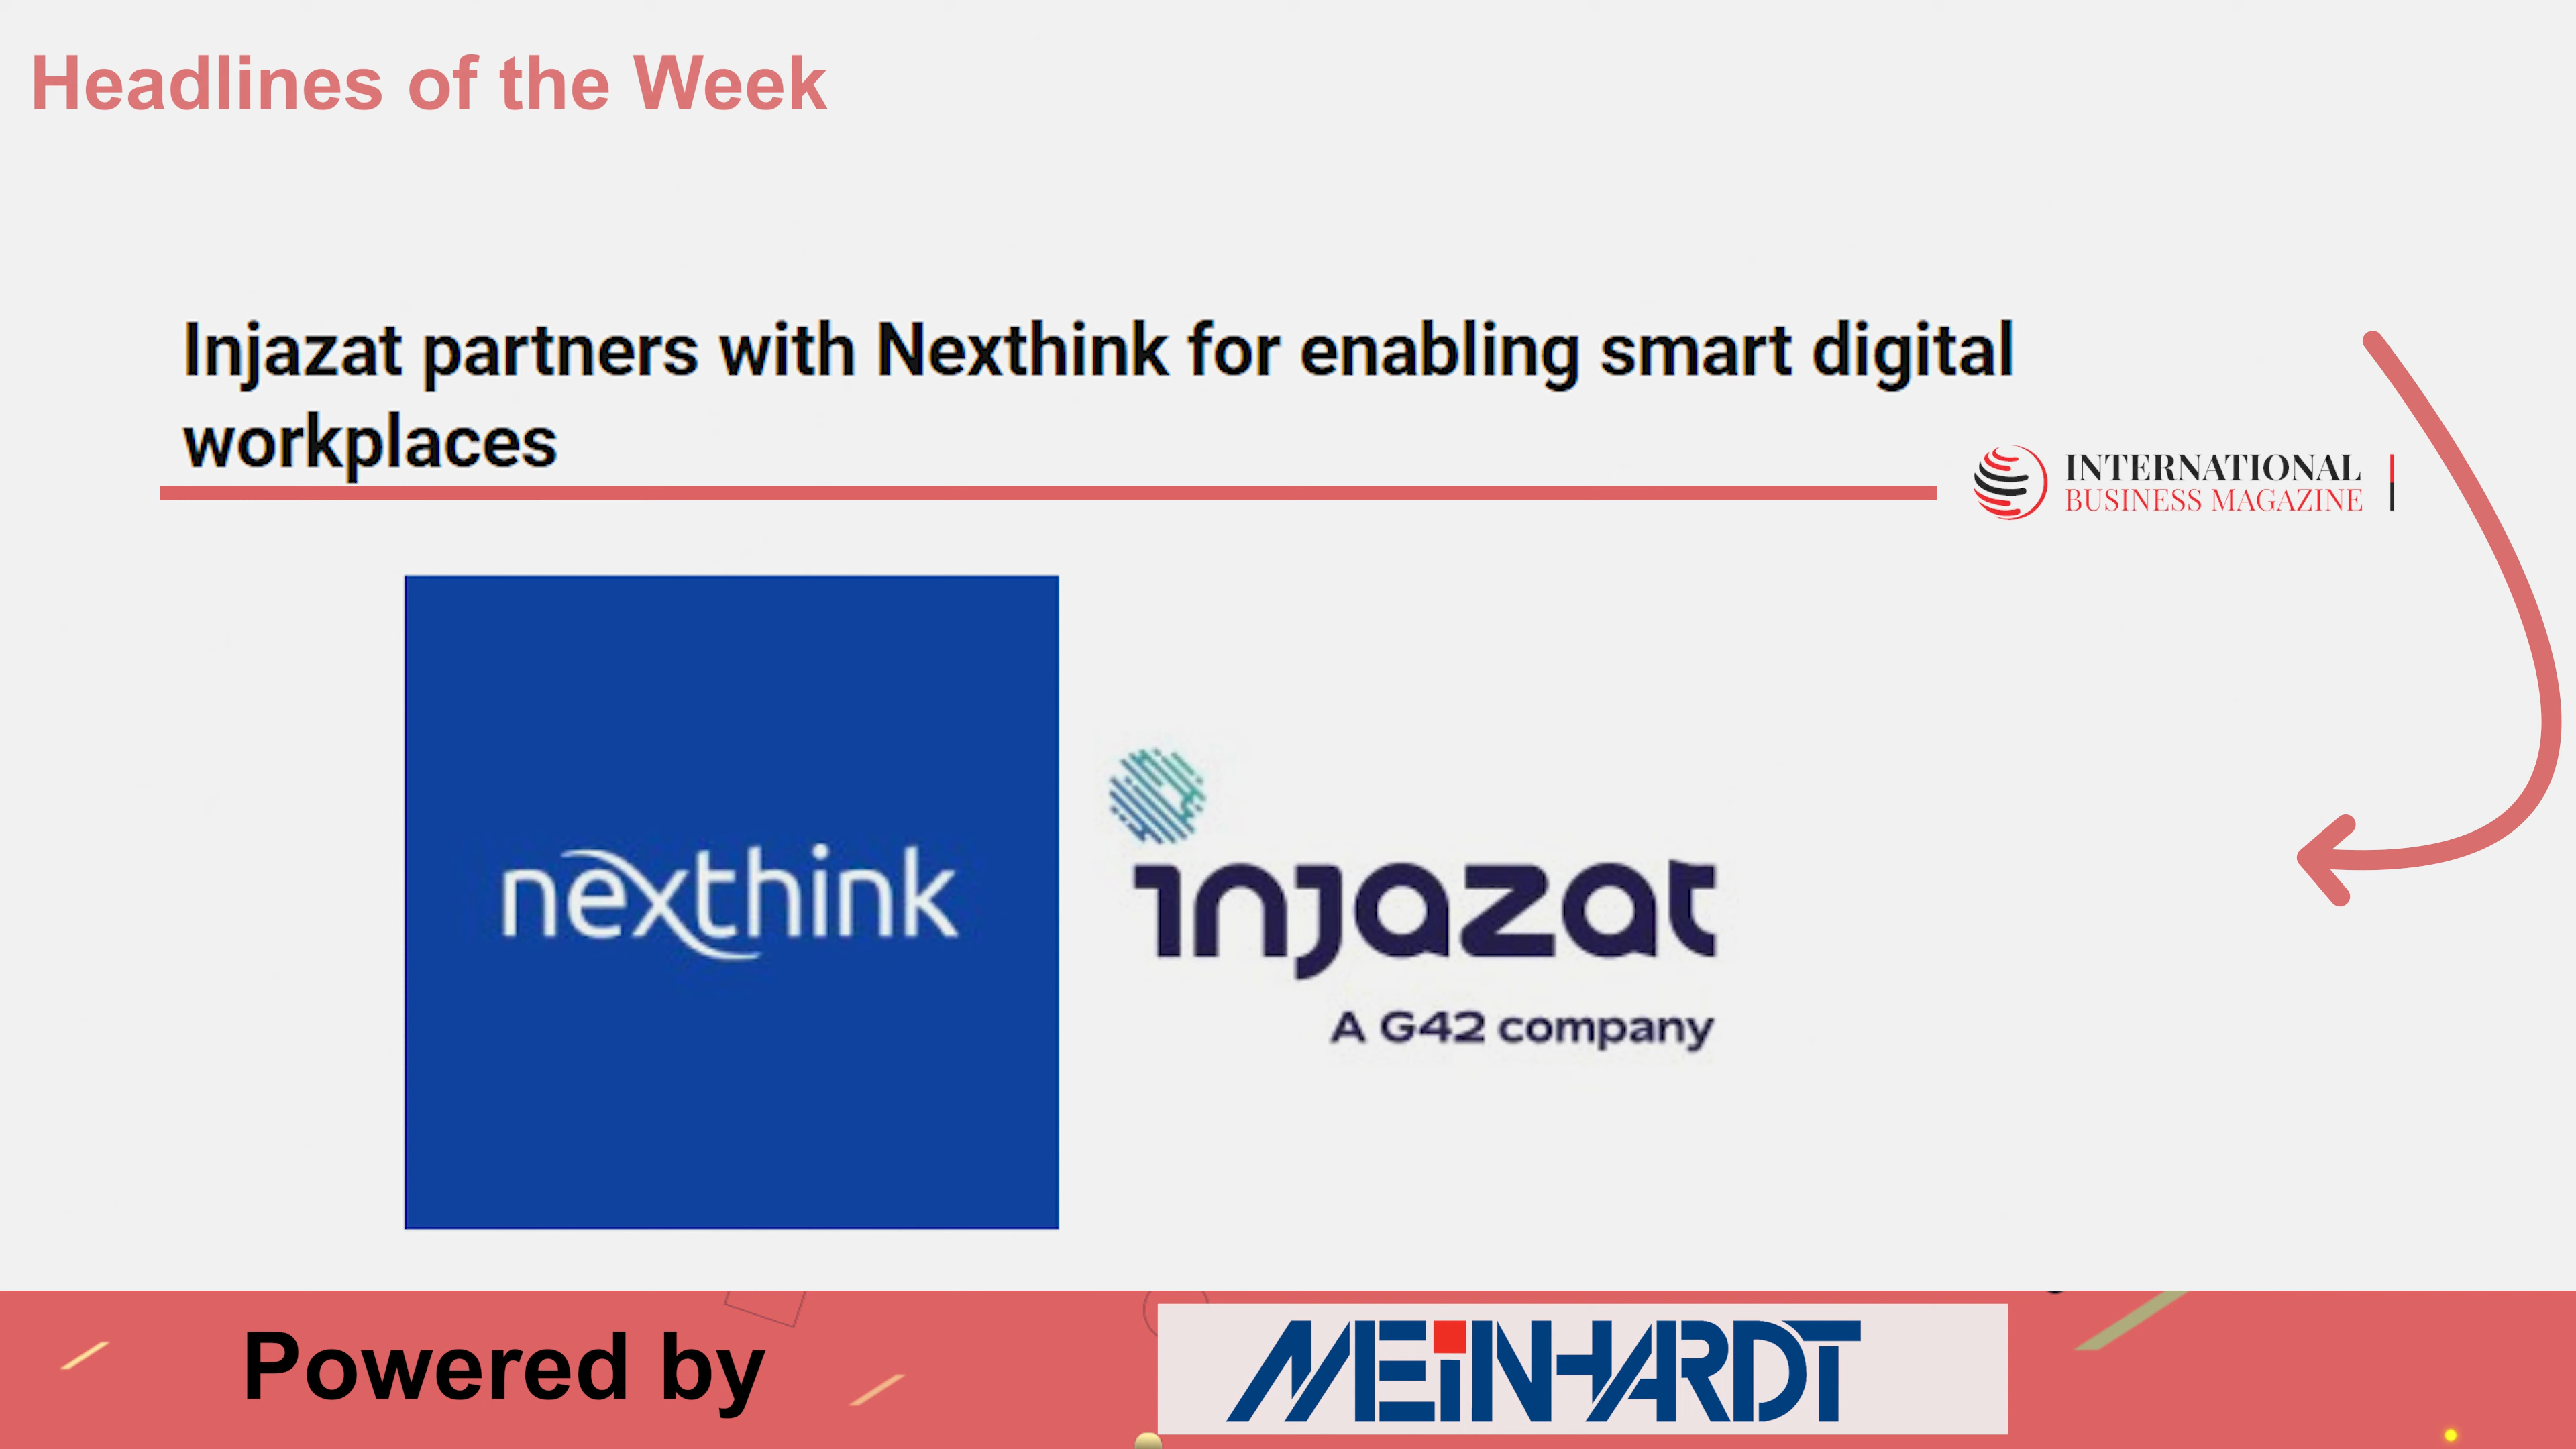 Headlines of the Week
Injazat partners with Nexthink for enabling smart digital
workplaces
INTERNATIONAL
BUSINESS MAGAZINE
nexthink
injazat
A G42 company
Powered by
MEiNHARDT